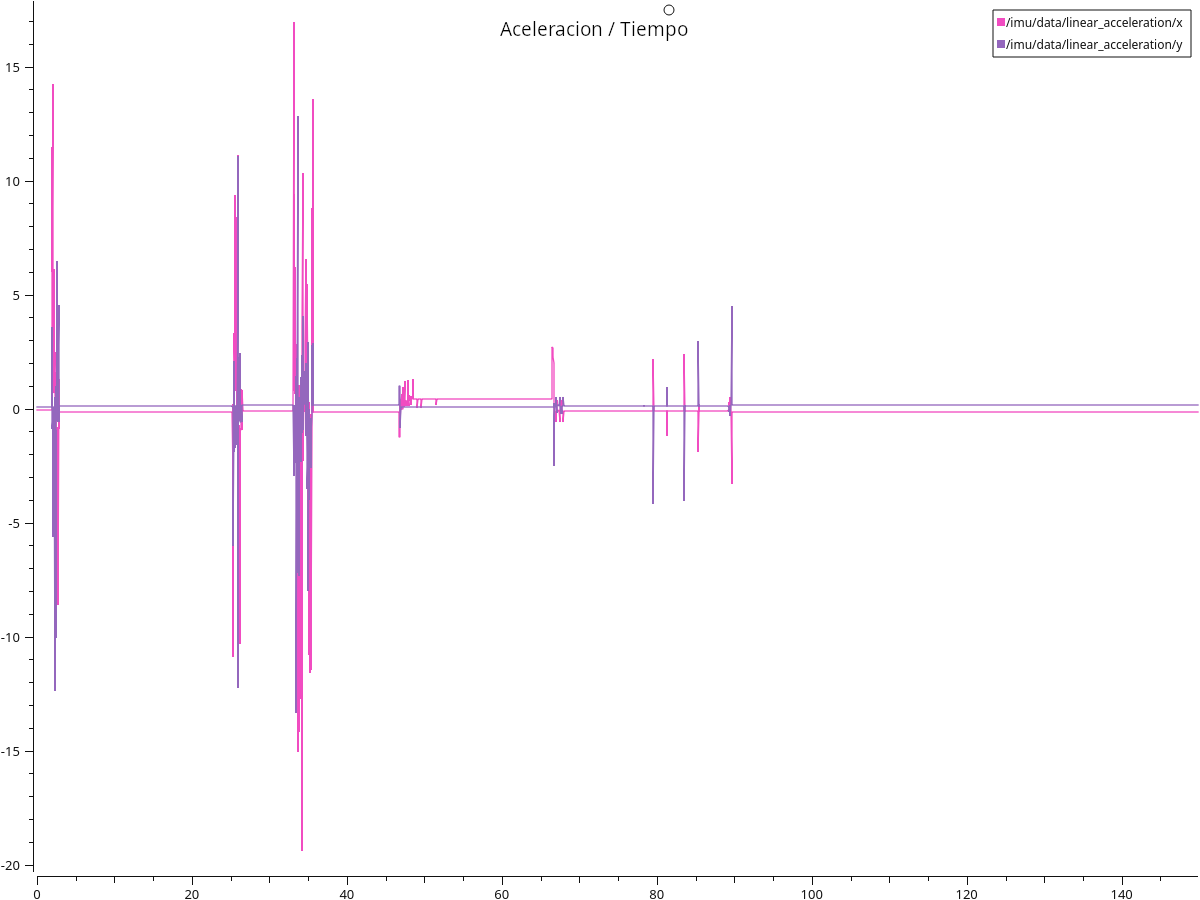 Aceleracion / Tiempo
/imu/data/linear_acceleration/x
/imu/data/linear_acceleration/y
15
10
5
0
-5
-10
-15
-20
0 20 40 60 80 100 120 140